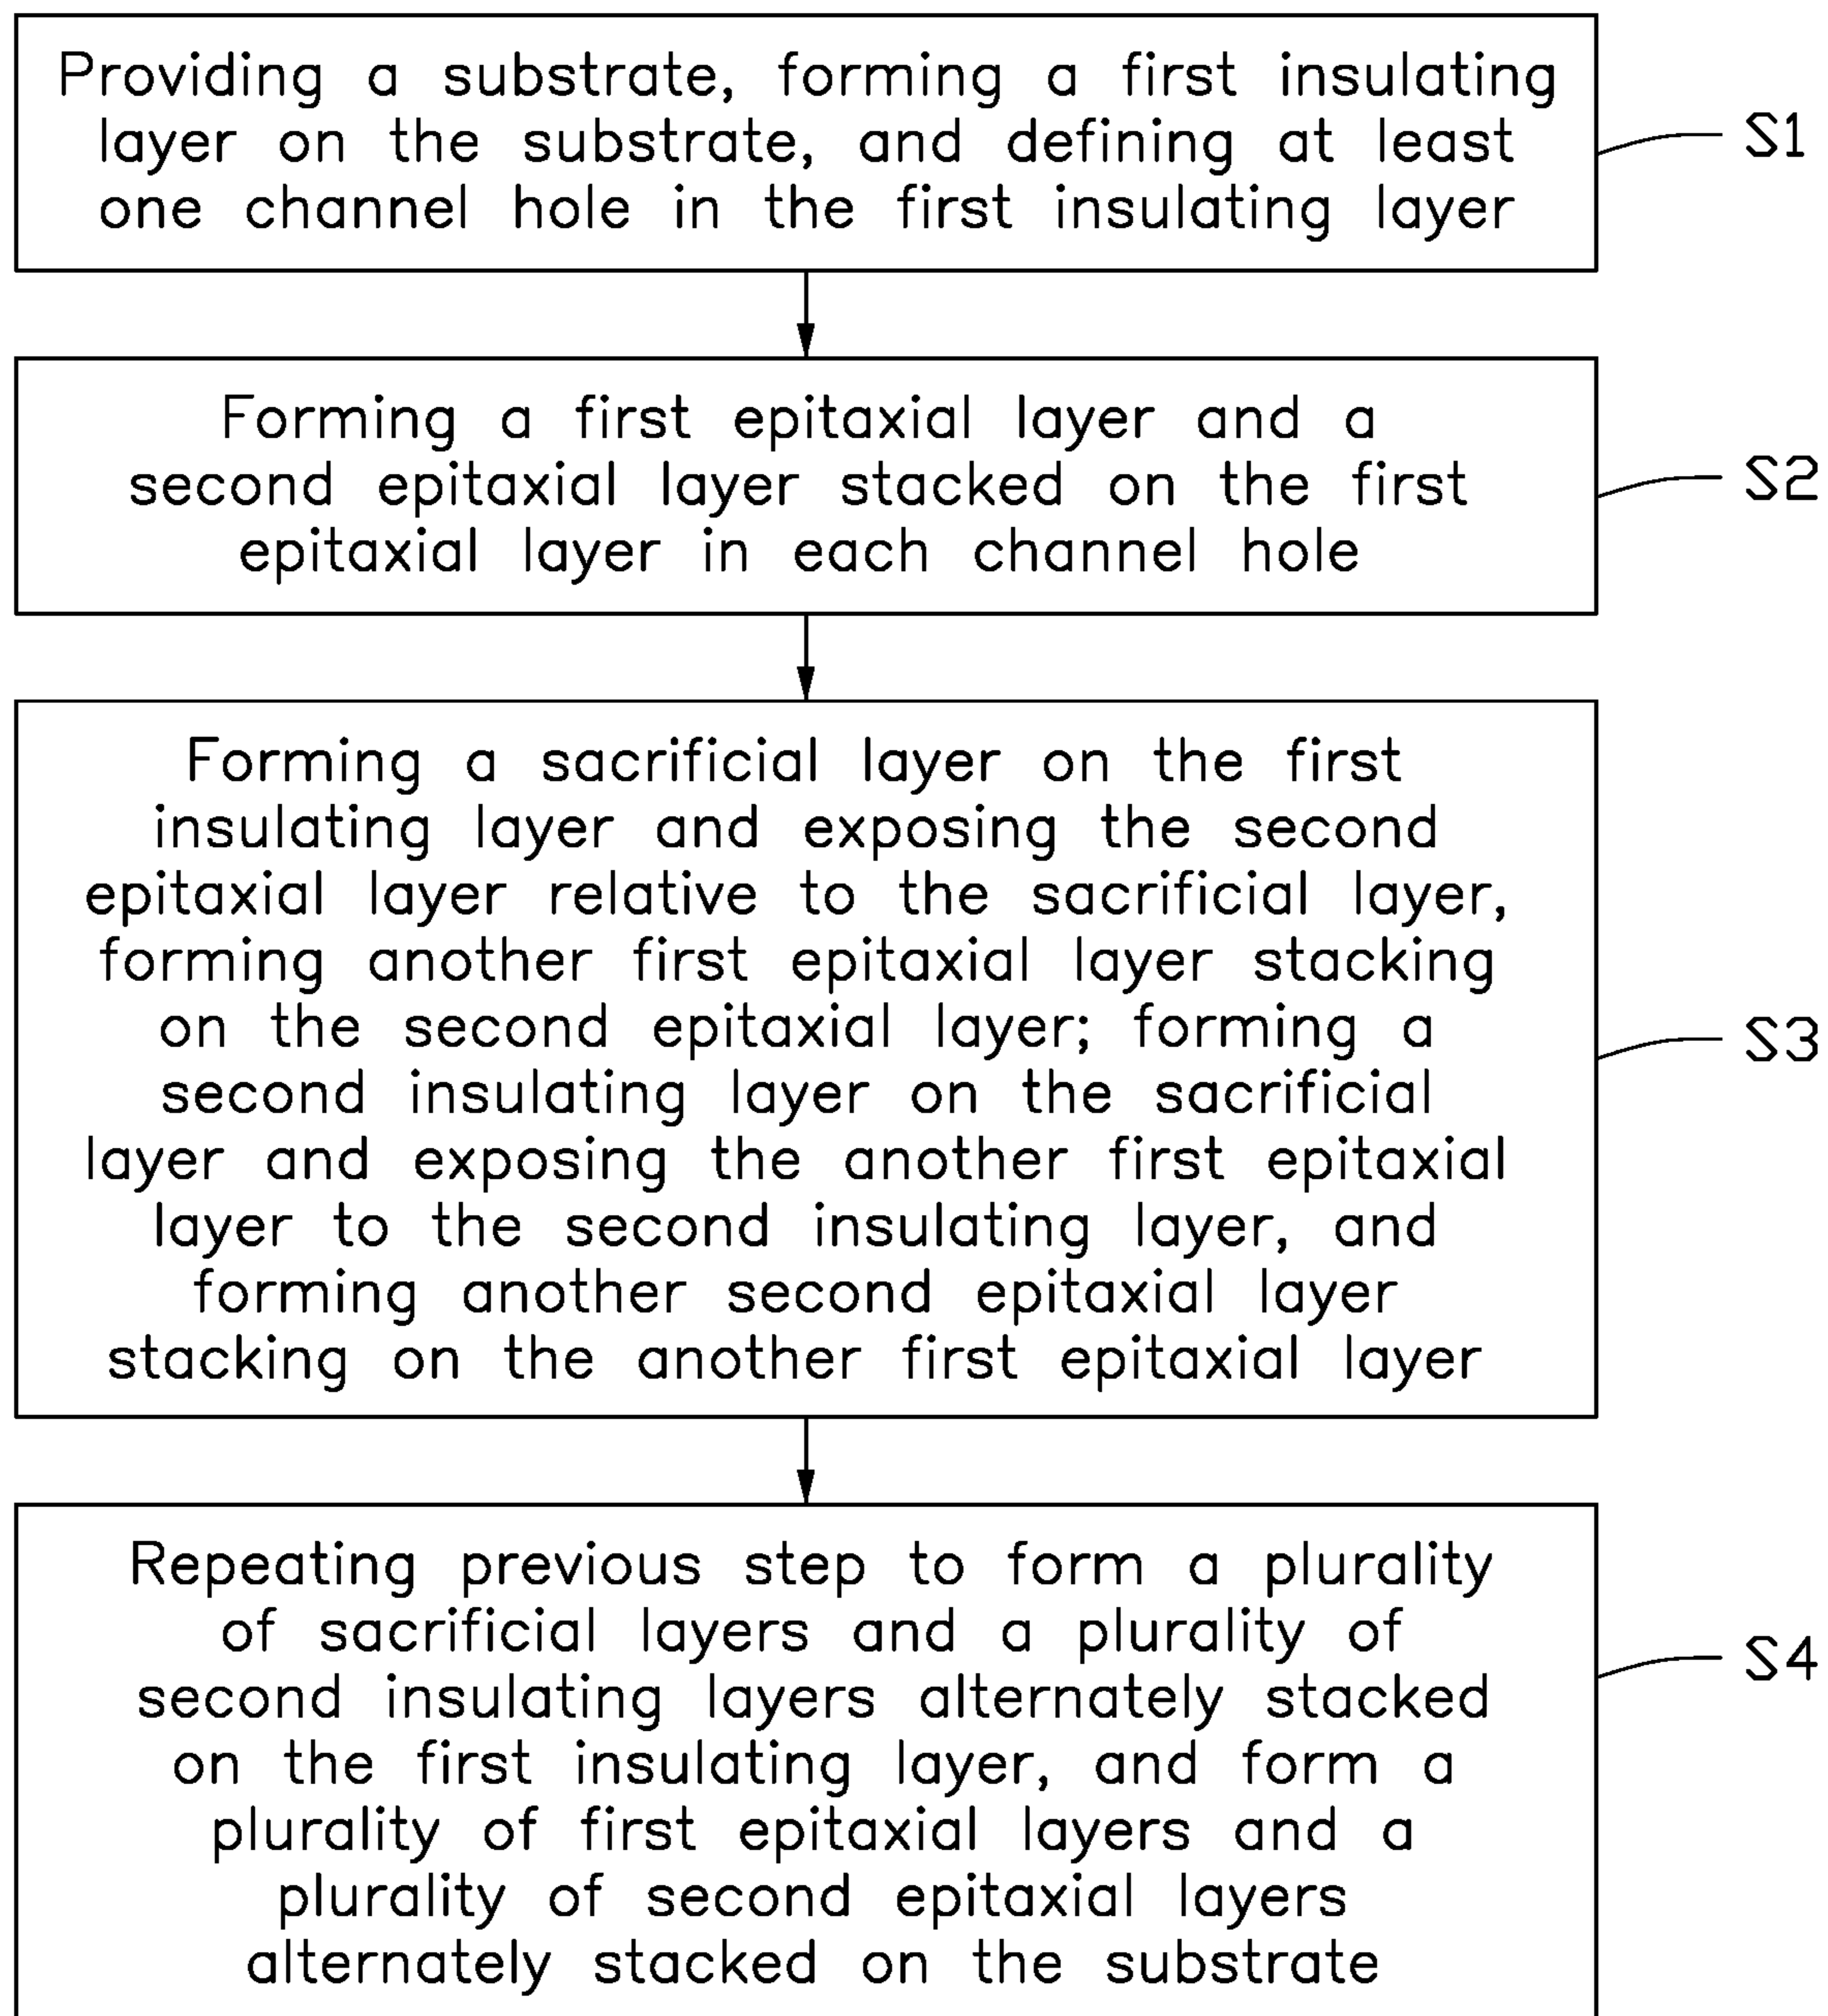 Providing a substrate, forming a first insulating
layer on the substrate, and defining at least
one channel hole in the first insulating layer
S1
Forming a first epitaxial layer and a
second epitaxial layer stacked on the first
epitaxial layer in each channel hole
S2
Forming a sacrificial layer on the first
insulating layer and exposing the second
epitaxial layer relative to the sacrificial layer,
forming another first epitaxial layer stacking
on the second epitaxial layer; forming a
second insulating layer on the sacrificial
layer and exposing the another first epitaxial
layer to the second insulating layer, and
forming another second epitaxial layer
stacking on the another first epitaxial layer
S3
Repeating previous step to form a plurality
of sacrificial layers and a plurality of
second insulating layers alternately stacked
on the first insulating layer, and form a
plurality of first epitaxial layers and a
plurality of second epitaxial layers
alternately stacked on the substrate
S4